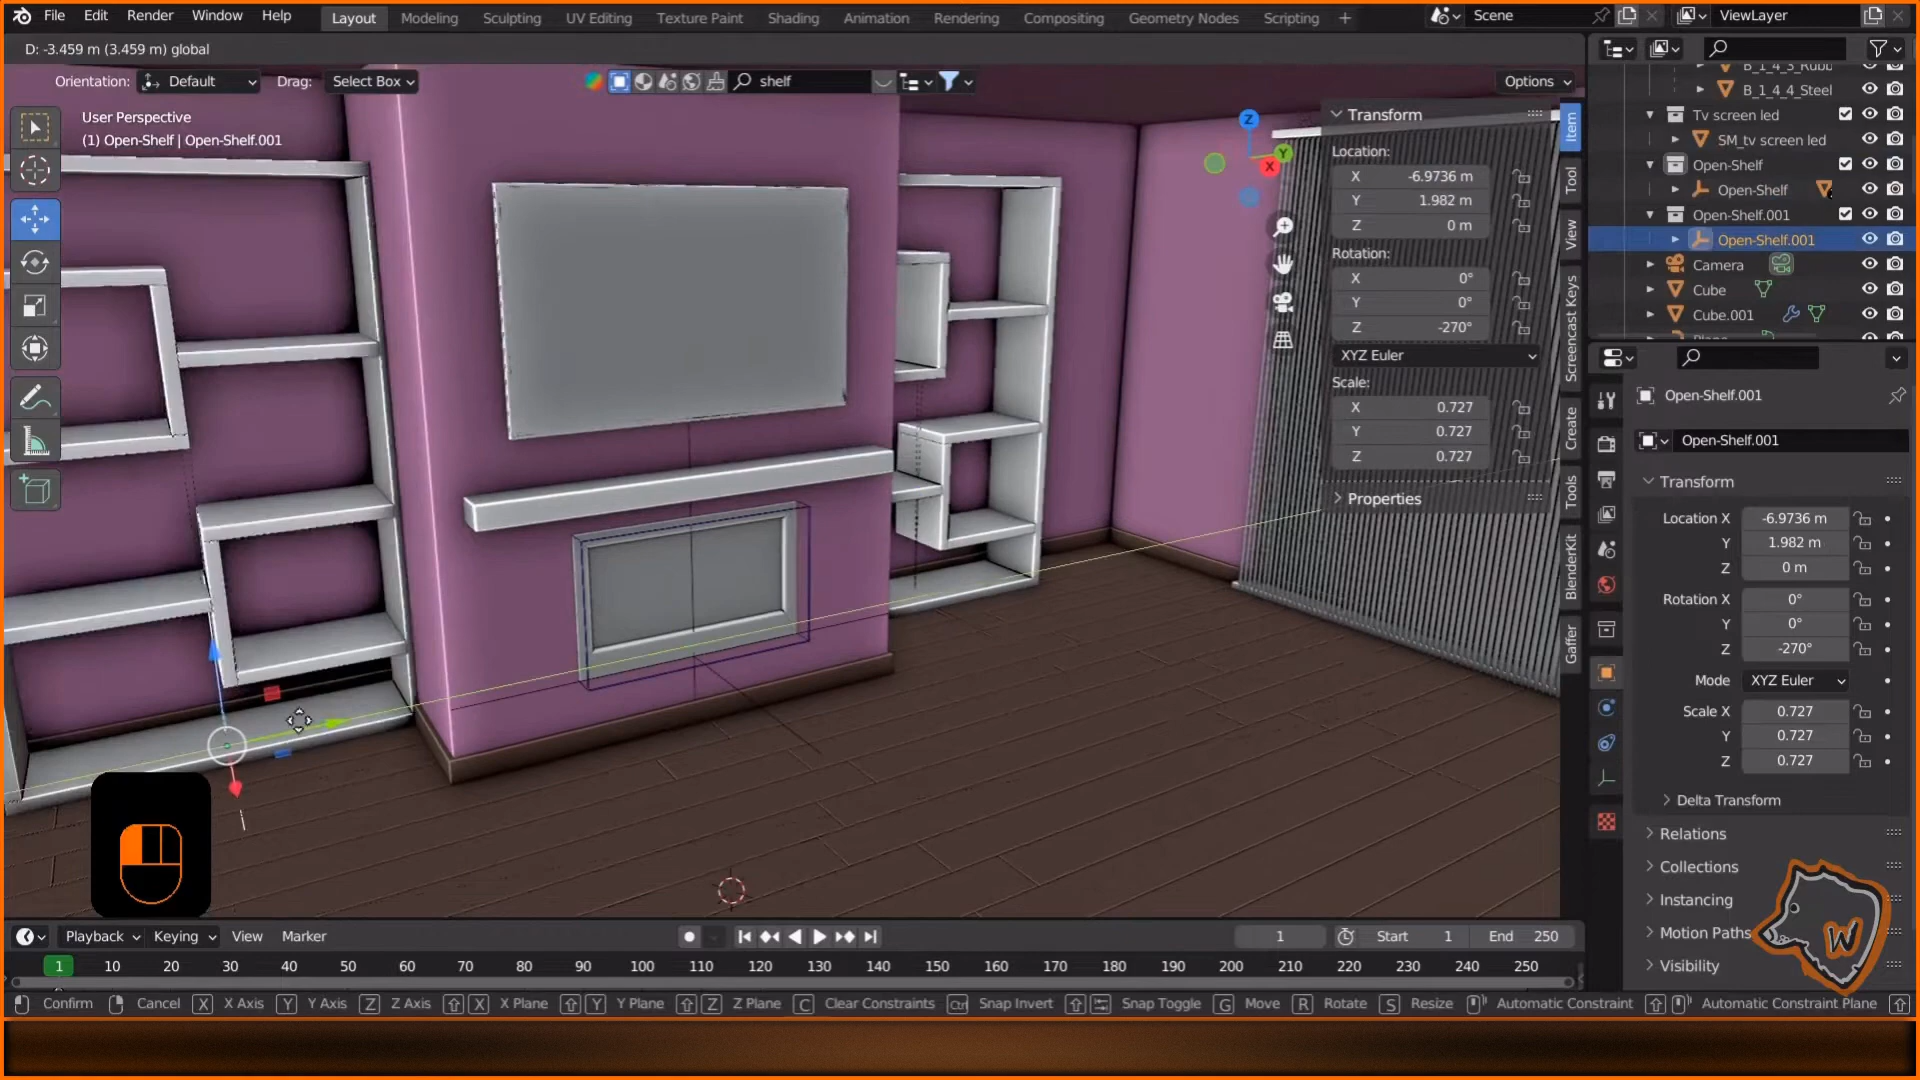 File Edit Render Window Help Layout Modeling Sculpting UV Editing Texture Paint Shading Animation Rendering Compositing Geometry Nodes Scripting + Scene ViewLayer
D: -3.459 m (3.459 m) global
Orientation: Default Drag: Select Box shelf Options
User Perspective
(1) Open-Shelf | Open-Shelf.001
Z
Y
X
Transform
Location:
X -6.9736 m
Y 1.982 m
Z 0 m
Rotation:
X 0°
Y 0°
Z -270°
XYZ Euler
Scale:
X 0.727
Y 0.727
Z 0.727
Properties
Item
Tool
View
Screencast Keys
Create
Tools
BlenderKit
Gaffer
B_1_4_3_Rubb
B_1_4_4_Steel
Tv screen led
SM_tv screen led
Open-Shelf
Open-Shelf
Open-Shelf.001
Open-Shelf.001
Camera
Cube
Cube.001
Open-Shelf.001
Open-Shelf.001
Transform
Location X -6.9736 m
Y 1.982 m
Z 0 m
Rotation X 0°
Y 0°
Z -270°
Mode XYZ Euler
Scale X 0.727
Y 0.727
Z 0.727
Delta Transform
Relations
Collections
Instancing
Motion Paths
Visibility
W
Playback Keying View Marker 1 Start 1 End 250
1 10 20 30 40 50 60 70 80 90 100 110 120 130 140 150 160 170 180 190 200 210 220 230 240 250
Confirm Cancel X X Axis Y Y Axis Z Z Axis X X Plane Y Y Plane Z Z Plane C Clear Constraints Ctrl Snap Invert Snap Toggle G Move R Rotate S Resize Automatic Constraint Automatic Constraint Plane